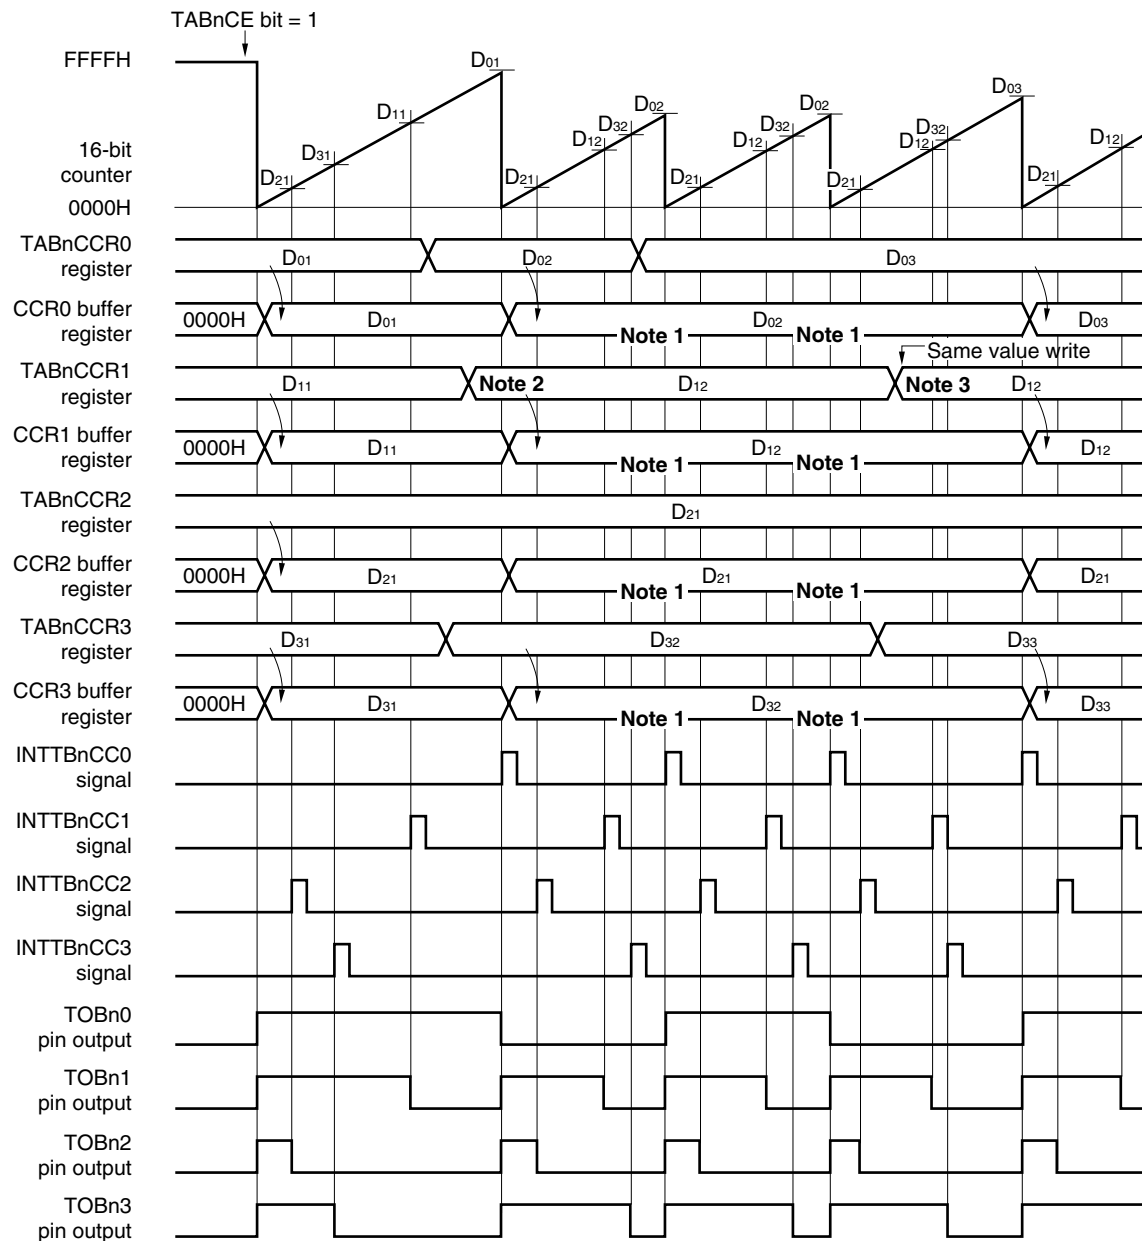 TABnCE bit = 1
FFFFH
D01
D11
D31
D21
D02
D32
D12
D21
D02
D32
D12
D21
D03
D32
D12
D21
D12
D21
16-bit
counter
0000H
TABnCCR0
register
D01
D02
D03
CCR0 buffer
register
0000H
D01
D02
D03
Note 1
Note 1
Same value write
TABnCCR1
register
D11
Note 2
D12
Note 3
D12
CCR1 buffer
register
0000H
D11
D12
D12
Note 1
Note 1
TABnCCR2
register
D21
CCR2 buffer
register
0000H
D21
D21
D21
Note 1
Note 1
TABnCCR3
register
D31
D32
D33
CCR3 buffer
register
0000H
D31
D32
D33
Note 1
Note 1
INTTBnCC0
signal
INTTBnCC1
signal
INTTBnCC2
signal
INTTBnCC3
signal
TOBn0
pin output
TOBn1
pin output
TOBn2
pin output
TOBn3
pin output